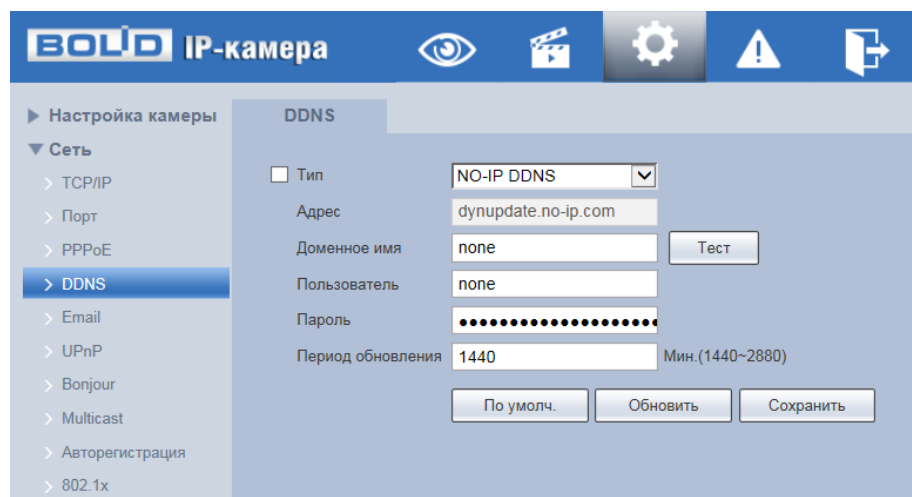 BOLID IP-камера
Настройка камеры
Сеть
TCP/IP
Порт
PPPoE
DDNS
Email
UPnP
Bonjour
Multicast
Авторегистрация
802.1x
DDNS
Тип NO-IP DDNS
Адрес dynupdate.no-ip.com
Доменное имя none Тест
Пользователь none
Пароль
Период обновления 1440 Мин.(1440~2880)
По умолч. Обновить Сохранить